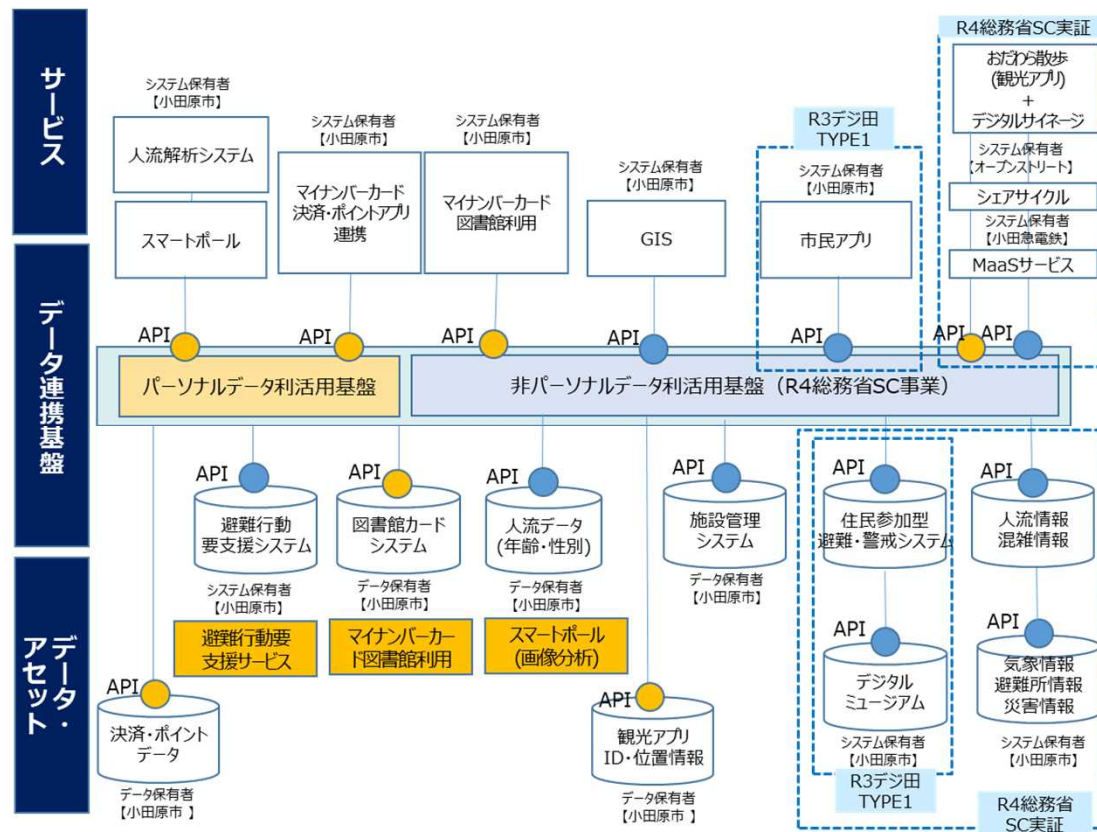 サービス
データ連携基盤
データ・
アセット
システム保有者
【小田原市】
人流解析システム
スマートポール
システム保有者
【小田原市】
マイナンバーカード
決済・ポイントアプリ
連携
システム保有者
【小田原市】
マイナンバーカード
図書館利用
システム保有者
【小田原市】
GIS
R3デジ田
TYPE1
システム保有者
【小田原市】
市民アプリ
R4総務省SC実証
おだわら散歩
(観光アプリ)
+
デジタルサイネージ
システム保有者
【オープンストリート】
シェアサイクル
システム保有者
【小田急電鉄】
MaaSサービス
API
API
API
API
API
API
API
パーソナルデータ利活用基盤
非パーソナルデータ利活用基盤（R4総務省SC事業）
API
避難行動
要支援システム
システム保有者
【小田原市】
避難行動要
支援サービス
API
図書館カード
システム
データ保有者
【小田原市】
マイナンバーカー
ド図書館利用
API
人流データ
(年齢・性別)
データ保有者
【小田原市】
スマートポール
(画像分析)
API
施設管理
システム
データ保有者
【小田原市】
API
住民参加型
避難・警戒システム
API
人流情報
混雑情報
API
決済・ポイント
データ
データ保有者
【小田原市 】
API
観光アプリ
ID・位置情報
データ保有者
【小田原市 】
API
デジタル
ミュージアム
システム保有者
【小田原市】
R3デジ田
TYPE1
API
気象情報
避難所情報
災害情報
システム保有者
【小田原市】
R4総務省
SC実証